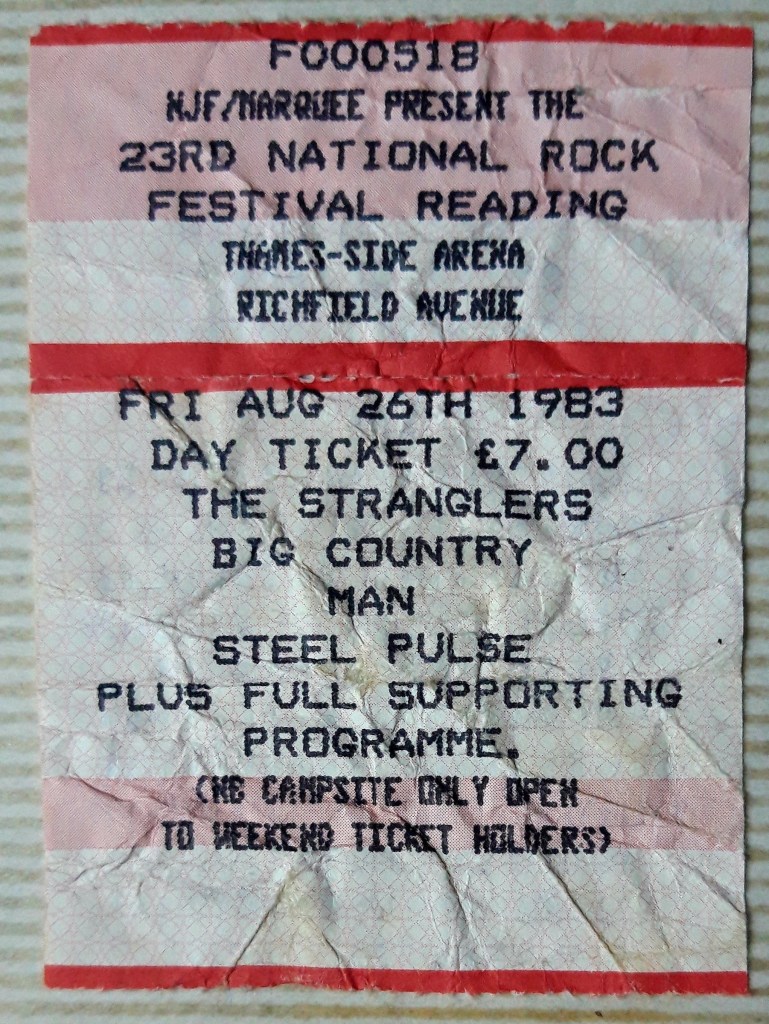 F000518
NJF/MARQUEE PRESENT THE
23RD NATIONAL ROCK
FESTIVAL READING
THAMES-SIDE ARENA
RICHFIELD AVENUE
FRI AUG 26TH 1983
DAY TICKET £7.00
THE STRANGLERS
BIG COUNTRY
MAN
STEEL PULSE
PLUS FULL SUPPORTING
PROGRAMME.
(NB CAMPSITE ONLY OPEN
TO WEEKEND TICKET HOLDERS)